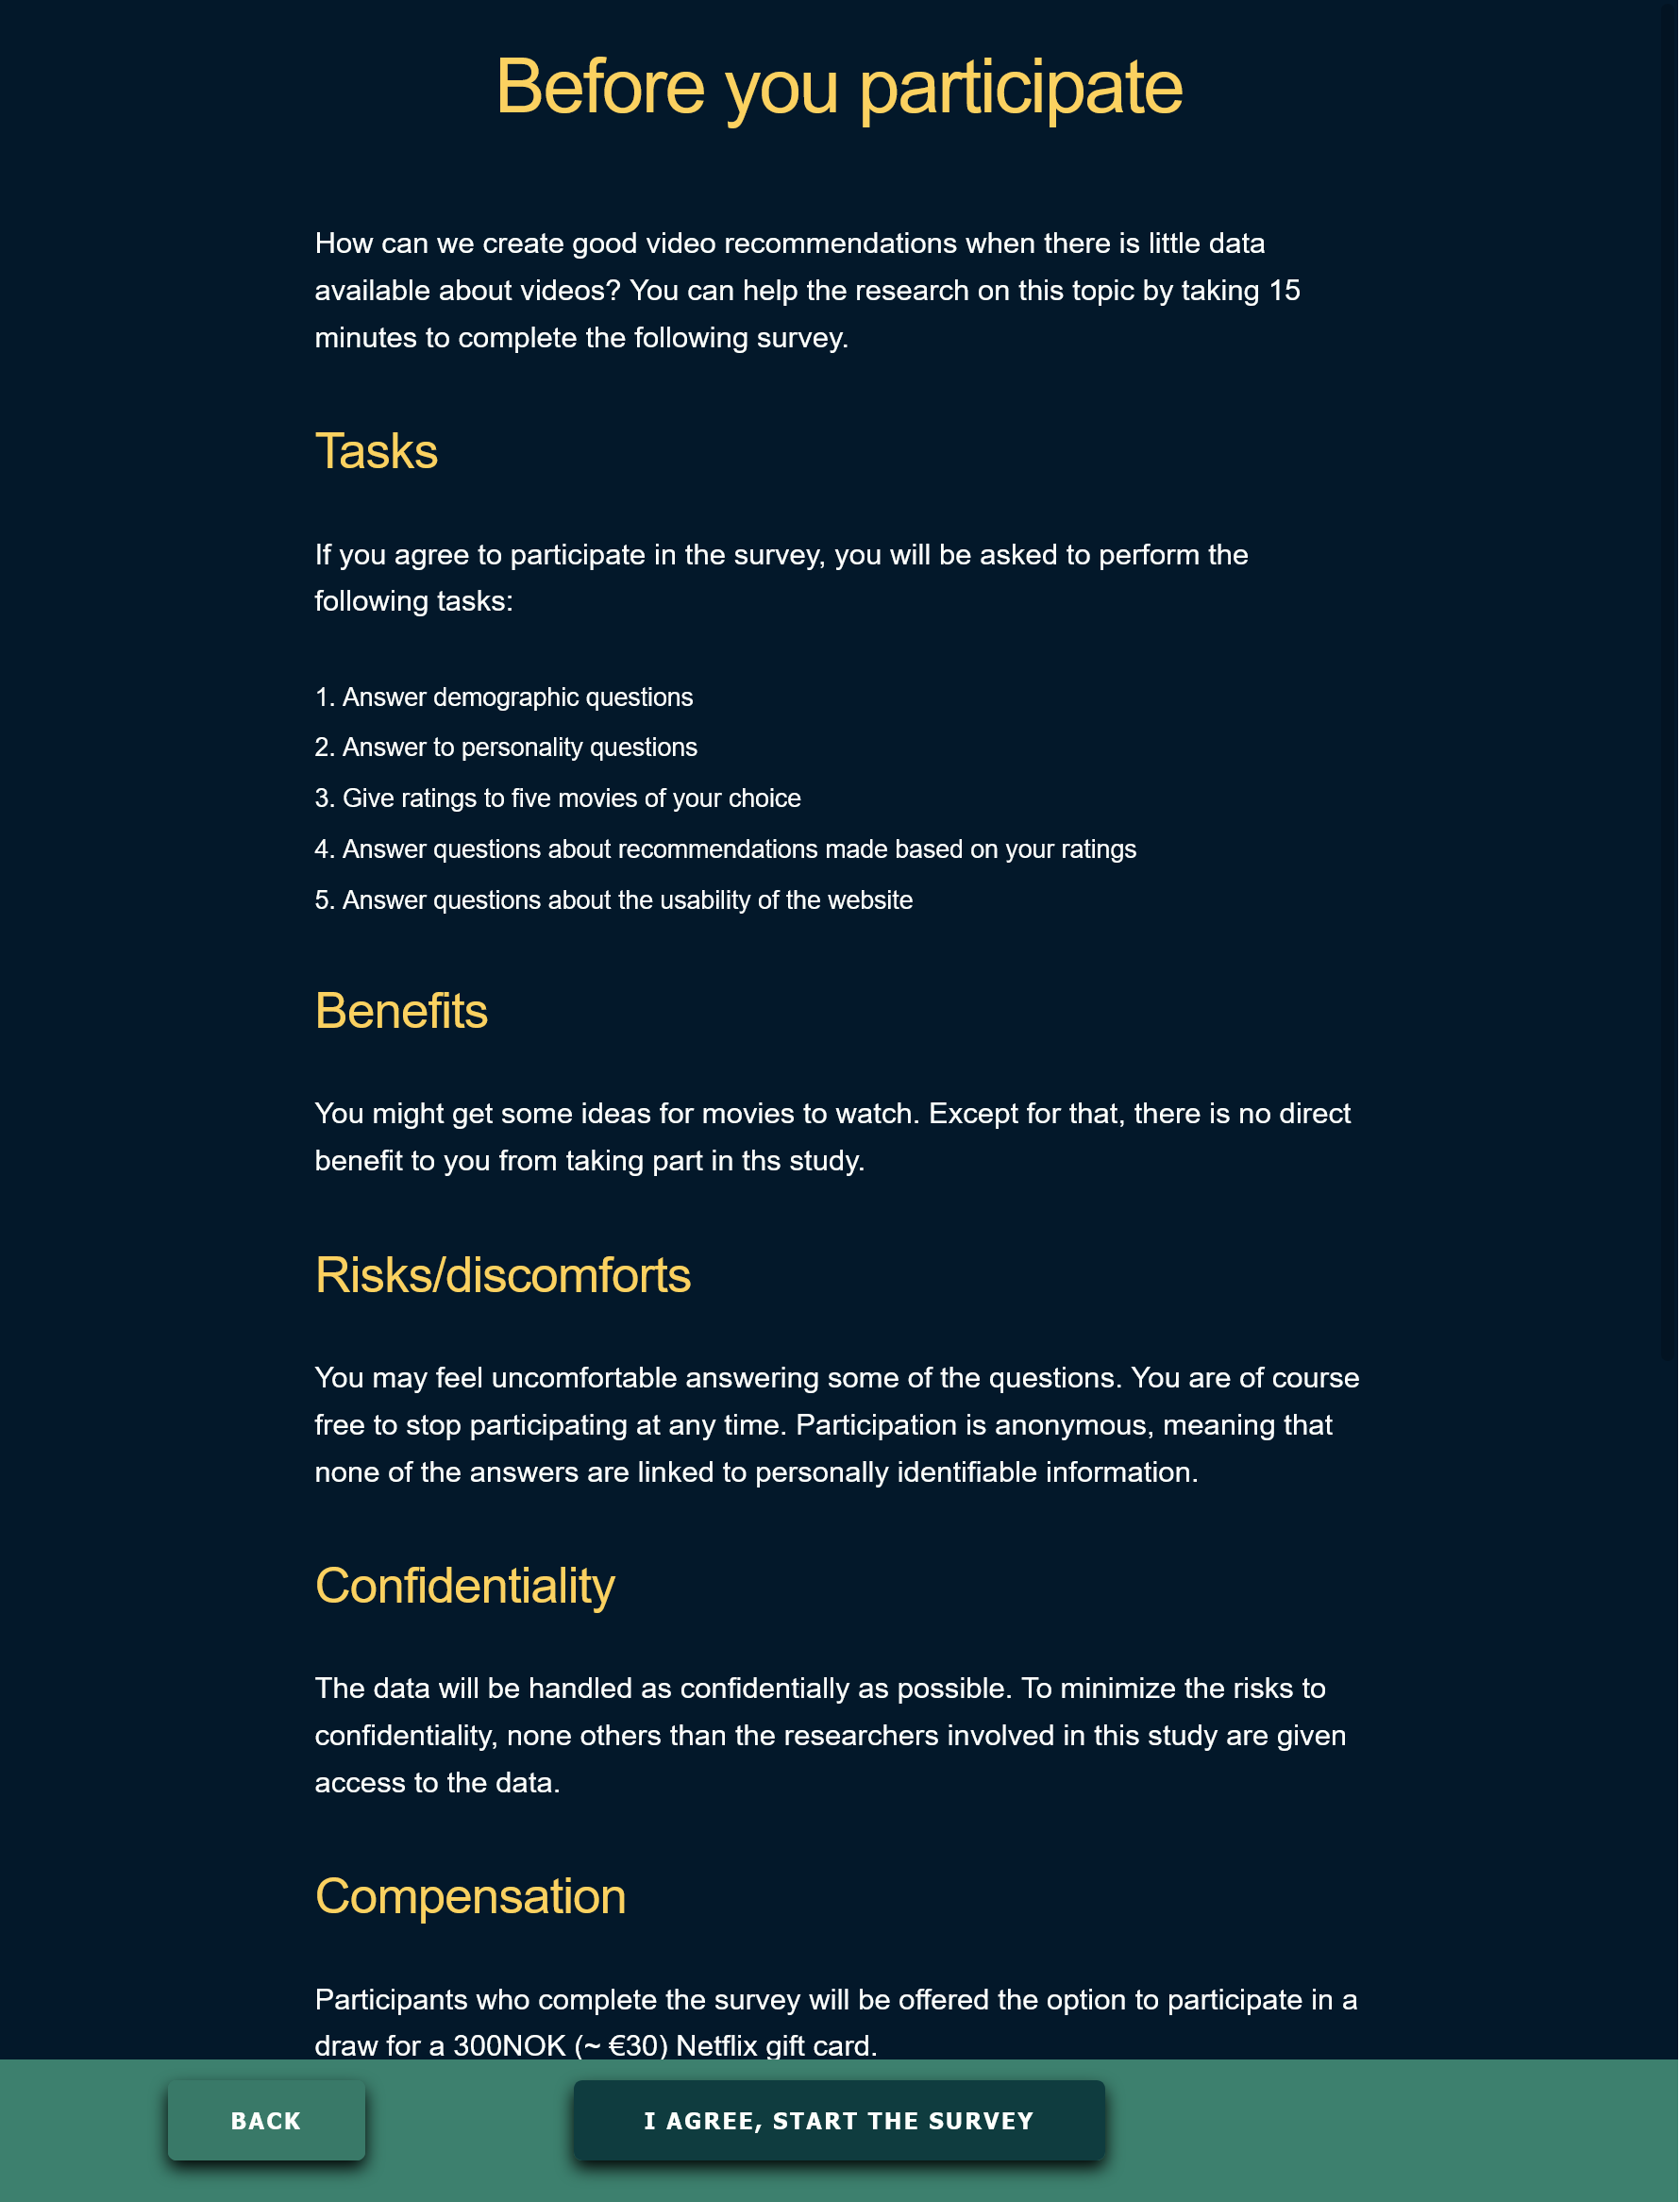 Before you participate
How can we create good video recommendations when there is little data
available about videos? You can help the research on this topic by taking 15
minutes to complete the following survey.
Tasks
If you agree to participate in the survey, you will be asked to perform the
following tasks:
1. Answer demographic questions
2. Answer to personality questions
3. Give ratings to five movies of your choice
4. Answer questions about recommendations made based on your ratings
5. Answer questions about the usability of the website
Benefits
You might get some ideas for movies to watch. Except for that, there is no direct
benefit to you from taking part in ths study.
Risks/discomforts
You may feel uncomfortable answering some of the questions. You are of course
free to stop participating at any time. Participation is anonymous, meaning that
none of the answers are linked to personally identifiable information.
Confidentiality
The data will be handled as confidentially as possible. To minimize the risks to
confidentiality, none others than the researchers involved in this study are given
access to the data.
Compensation
Participants who complete the survey will be offered the option to participate in a
draw for a 300NOK (~ €30) Netflix gift card.
BACK
I AGREE, START THE SURVEY